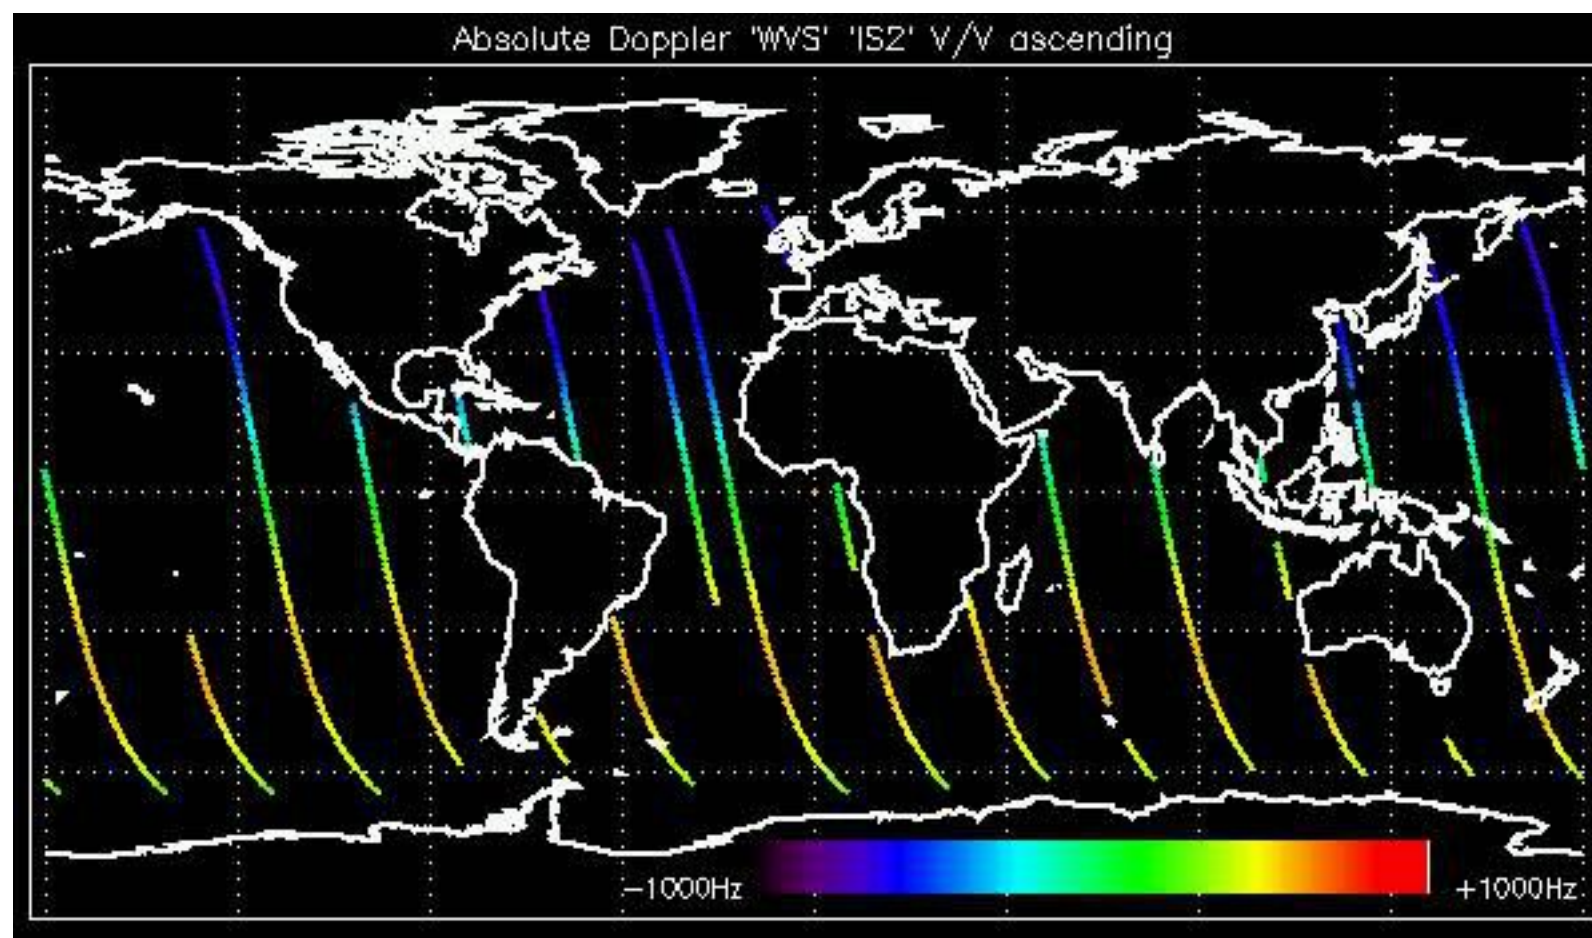 Absolute Doppler 'WVS' 'IS2' V/V ascending
-1000Hz
+1000Hz